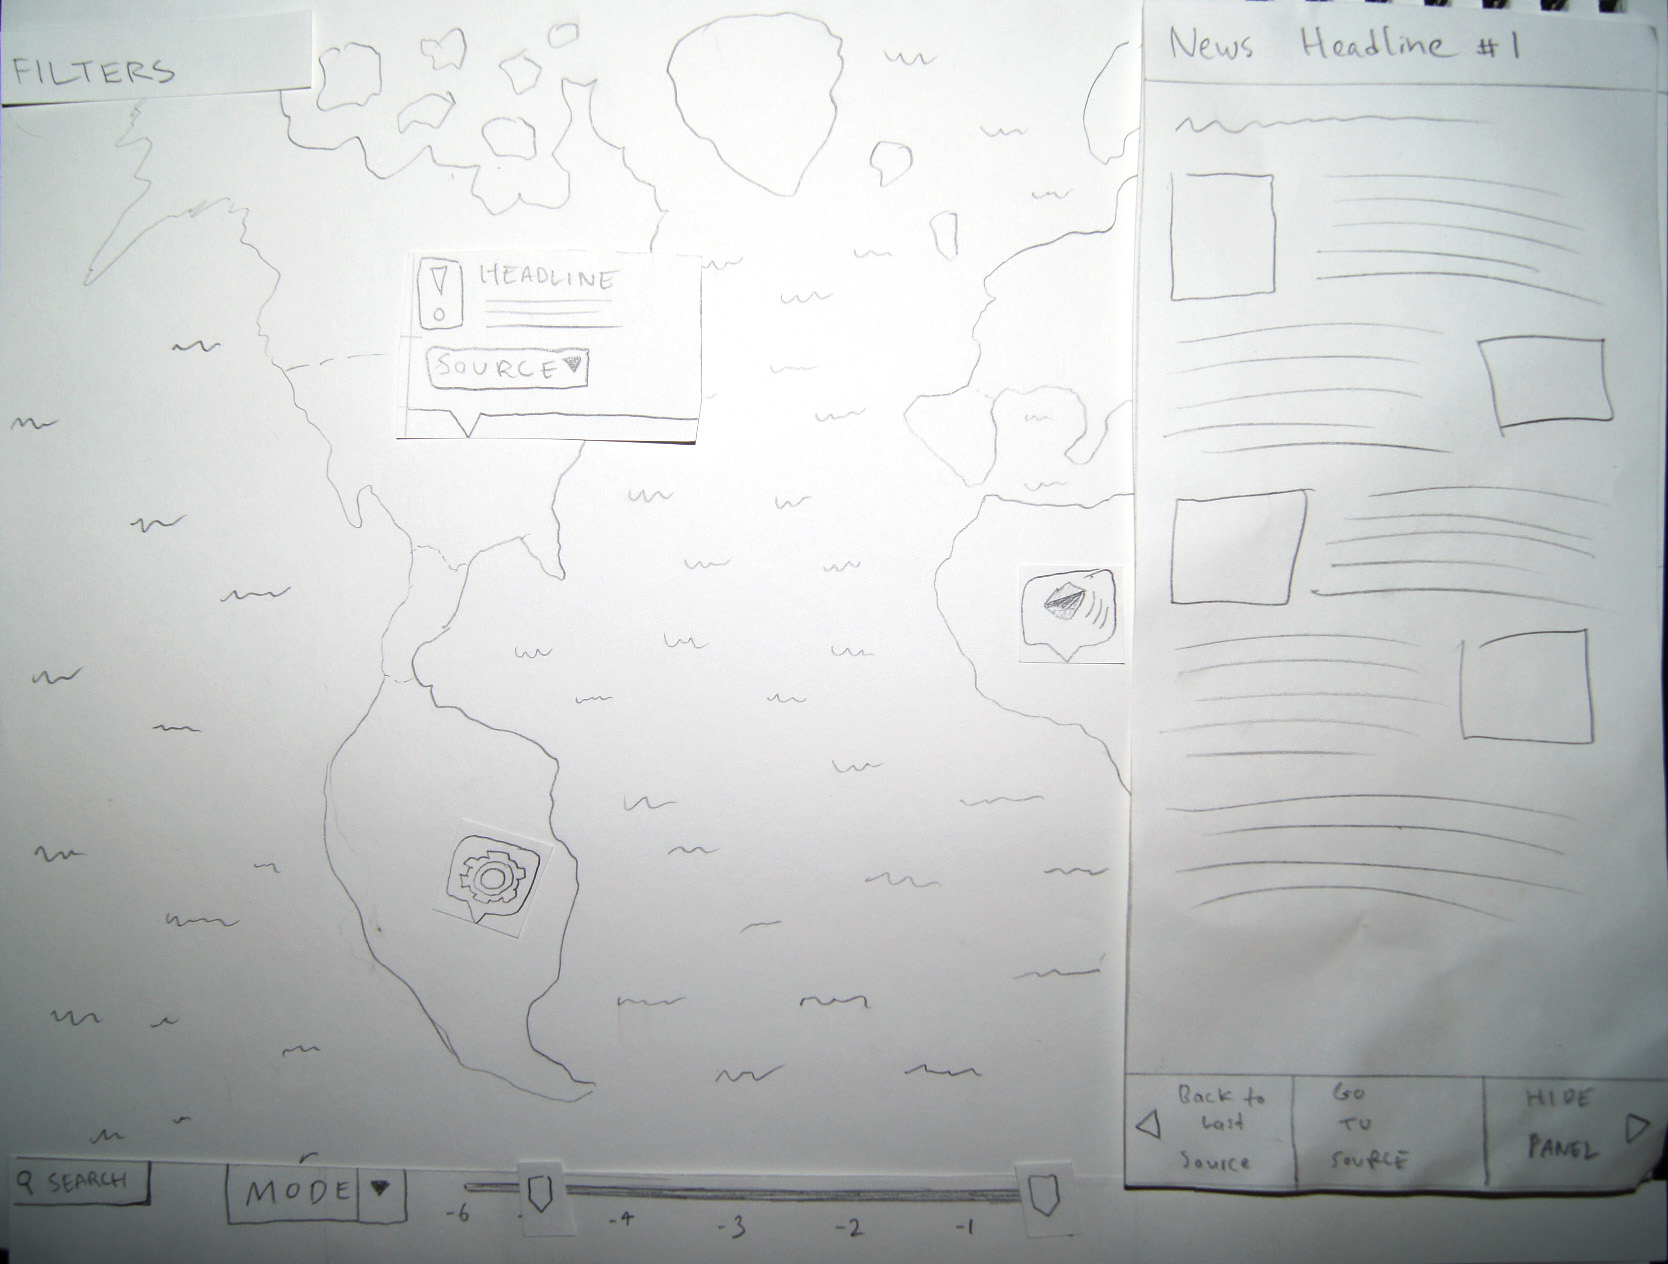 FILTERS
News Headline #1
HEADLINE
SOURCE
Back to
Last
Source
GO
TO
SOURCE
HIDE
PANEL
SEARCH
MODE
-6 -4 -3 -2 -1